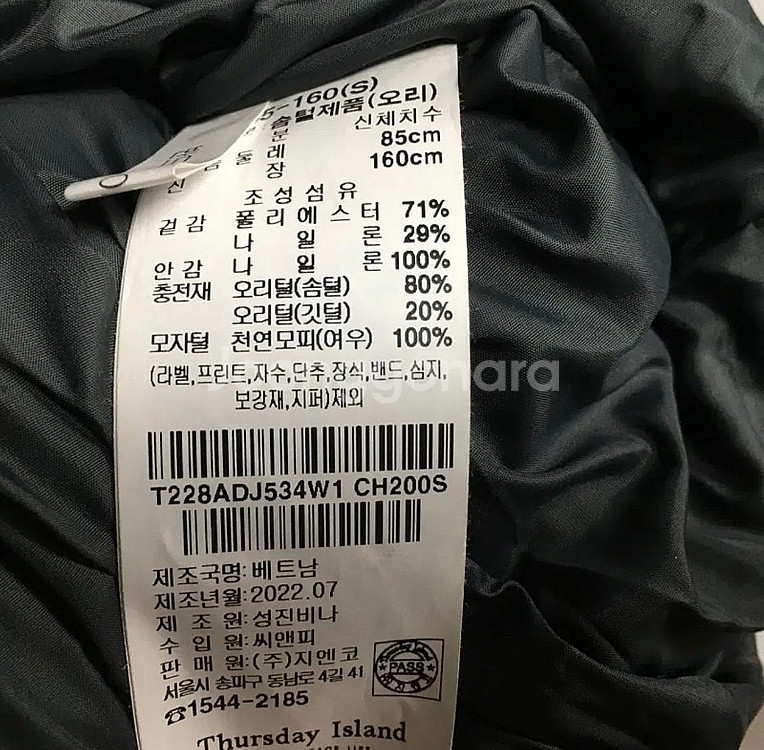 5-160(S)
솜털제품(오리)
신체치수
85cm
160cm
조성섬유
겉감 폴리에스터 71%
나일론 29%
안감 나일론 100%
충전재 오리털(솜털) 80%
오리털(깃털) 20%
모자털 천연모피(여우) 100%
(라벨,프린트,자수,단추,장식,밴드,심지,
보강재,지퍼)제외
T228ADJ534W1 CH200S
제조국명:베트남
제조년월:2022.07
제조원:성진비나
수입원:씨앤피
판매원:(주)지엔코
서울시 송파구 동남로 4길 41
☎1544-2185
PASS
Thursday Island